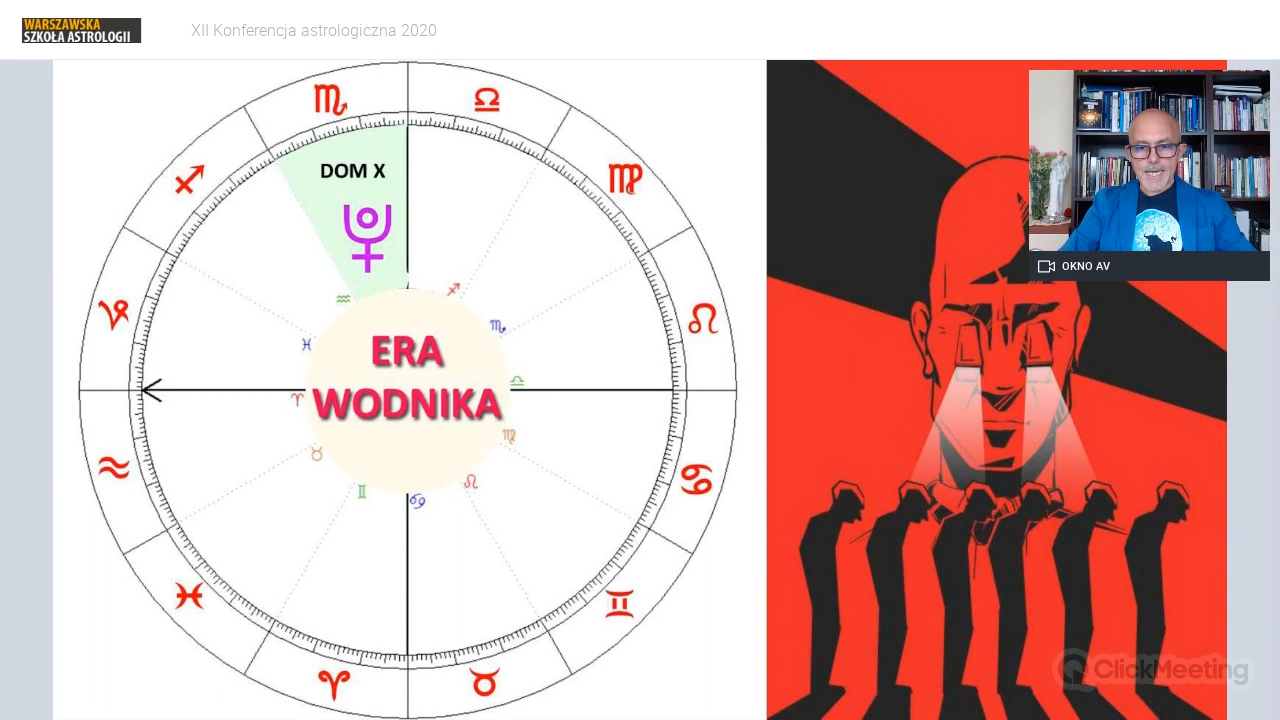 WARSZAWSKA
SZKOŁA ASTROLOGII
XII Konferencja astrologiczna 2020
DOM X
ERA
WODNIKA
OKNO AV
ClickMeeting